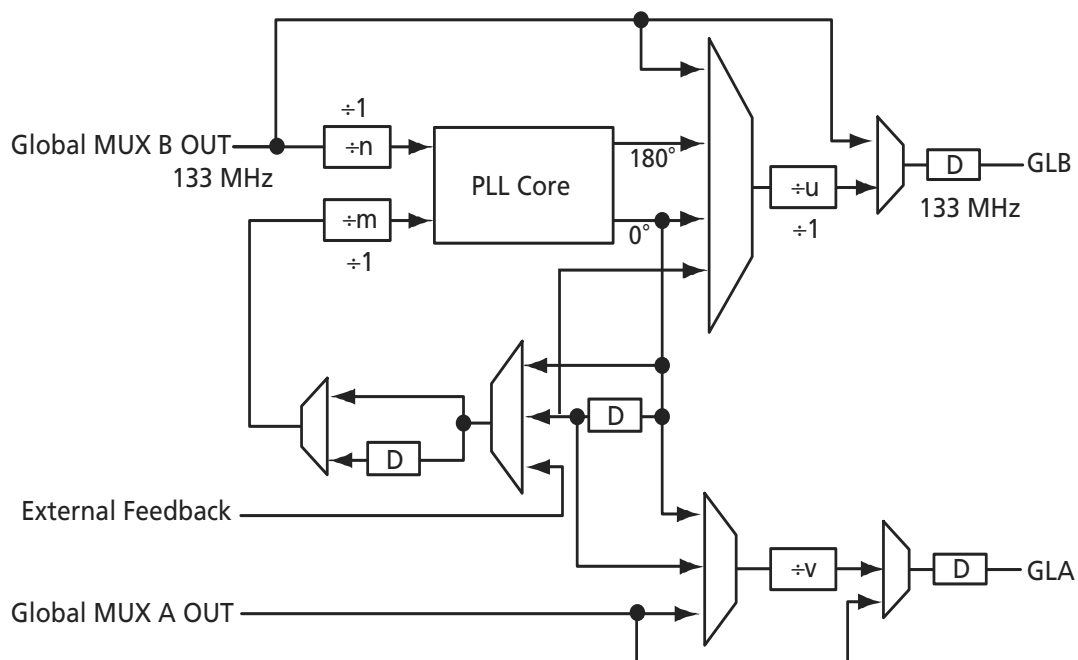 ÷1
Global MUX B OUT
÷n
133 MHz
PLL Core
180°
0°
÷m
÷1
÷u
÷1
D
GLB
133 MHz
D
D
External Feedback
÷v
D
GLA
Global MUX A OUT